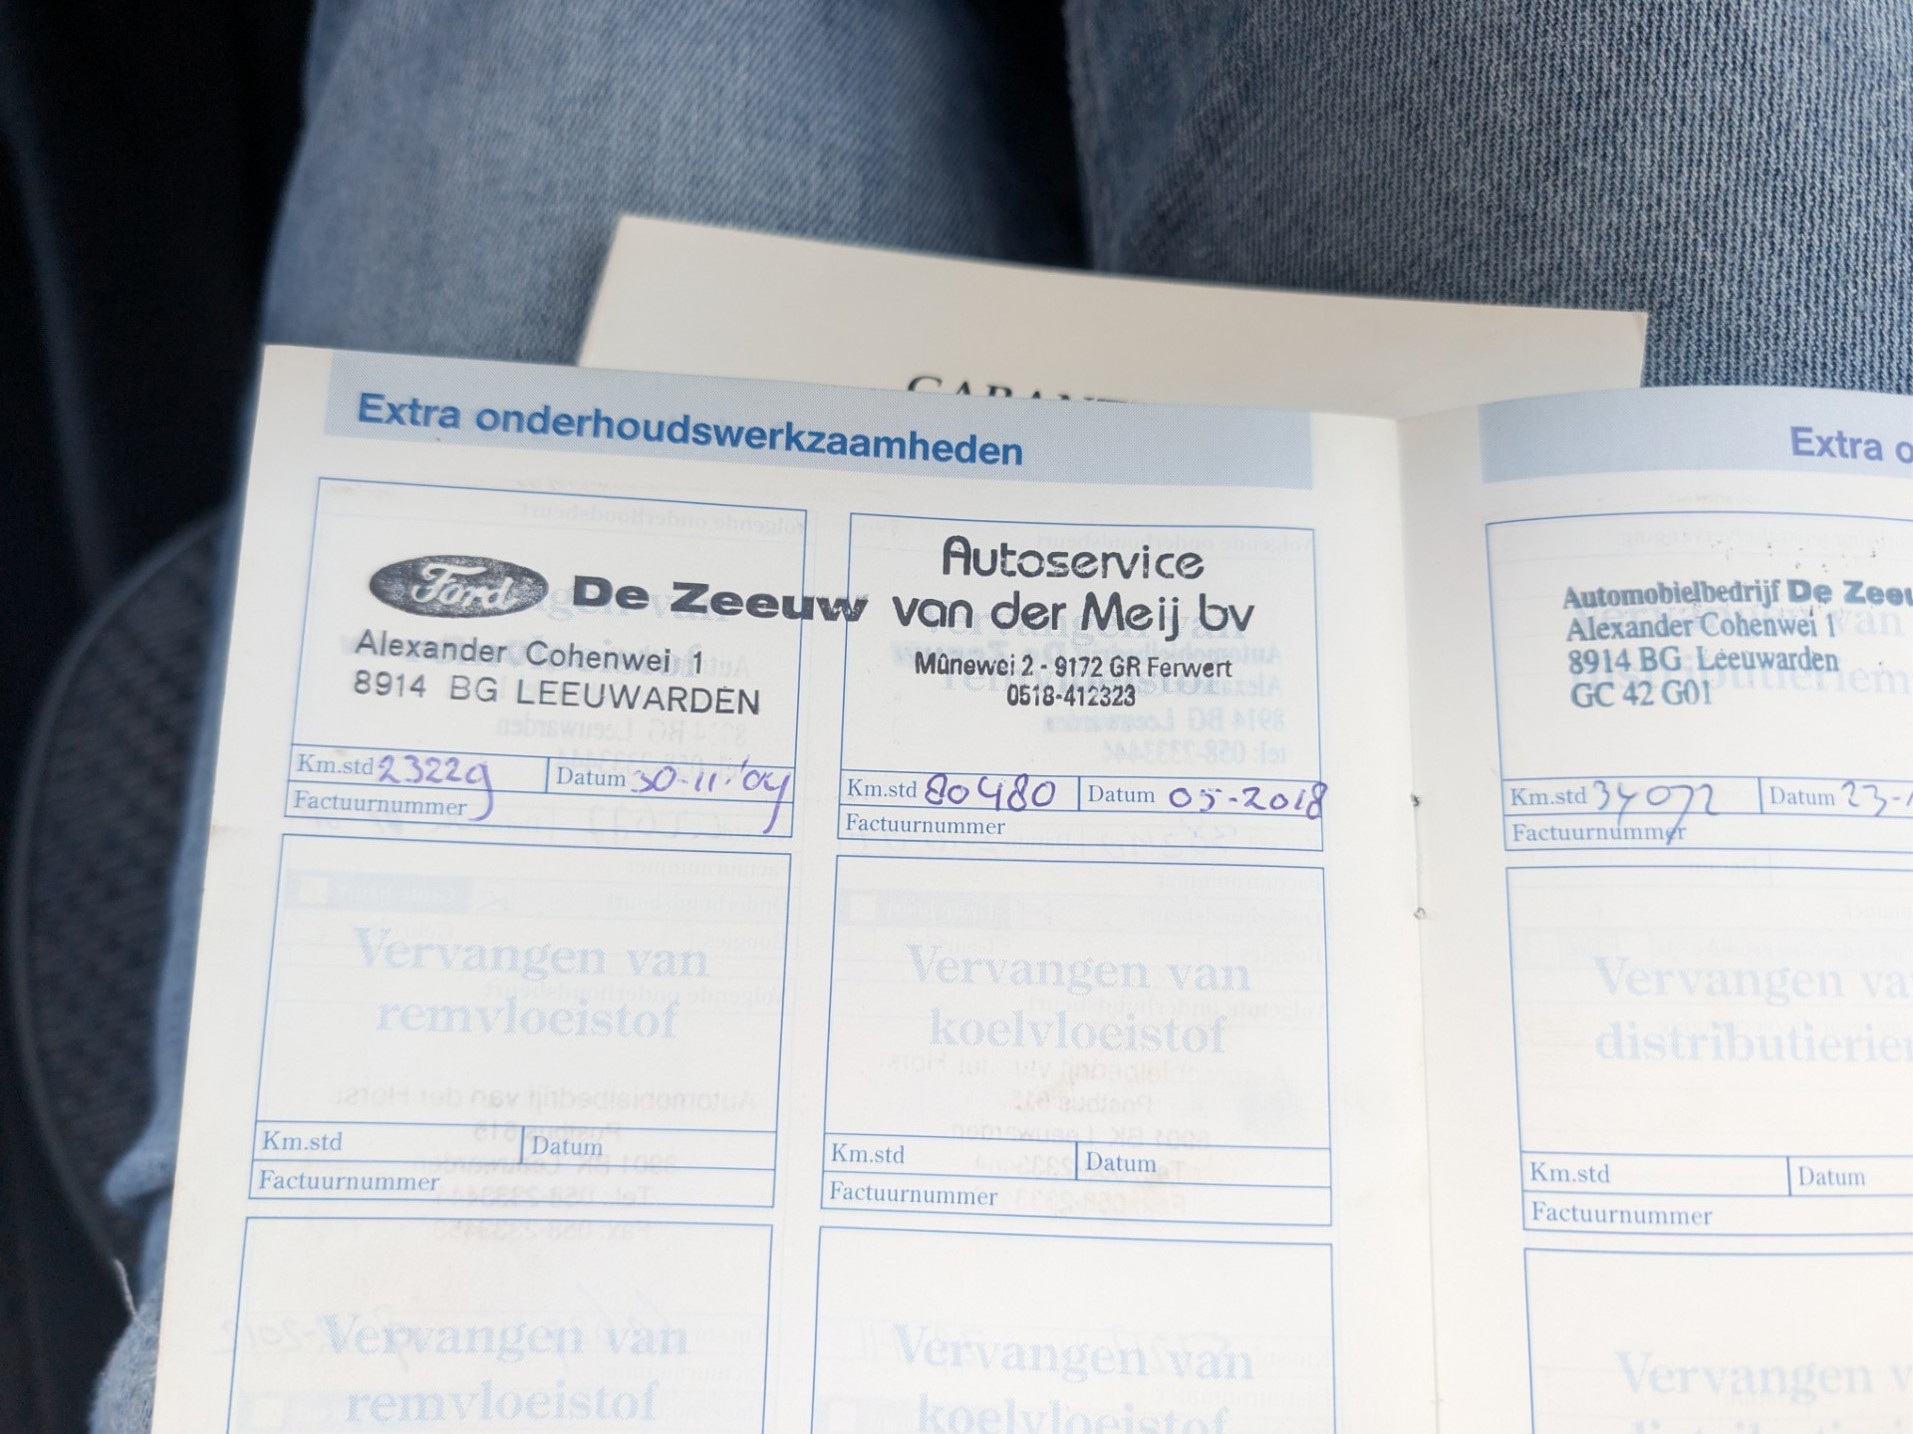 Extra onderhoudswerkzaamheden
Ford De Zeeuw
Alexander Cohenwei 1
8914 BG LEEUWARDEN
Km.std 23229 Datum 30-11-'04
Factuurnummer
Autoservice
van der Meij bv
Mûnewei 2 - 9172 GR Ferwert
0518-412323
Km.std 80480 Datum 05-2018
Factuurnummer
Vervangen van
remvloeistof
Km.std Datum
Factuurnummer
Vervangen van
koelvloeistof
Km.std Datum
Factuurnummer
Vervangen van
remvloeistof
Vervangen van
koelvloeistof
Extra
Automobielbedrijf De
Alexander Cohenwei 1
8914 BG Leeuwarden
GC 42 G01
Km.std 34072 Datum
Factuurnummer
Vervangen
Km.std Datum
Factuurnummer
Vervangen